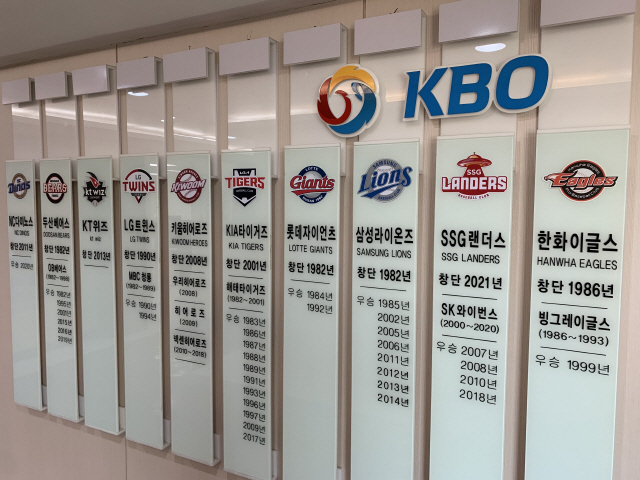 KBO
Dinos
NC다이노스
NC DINOS
창단 2011년
우승 2020년
BEARS
두산베어스
DOOSAN BEARS
창단 1982년
OB베어스
(1982~1998)
우승 1982년
1995년
2001년
2015년
2016년
2019년
kt wiz
KT위즈
KT WIZ
창단 2013년
LG
TWINS
LG트윈스
LG TWINS
창단 1990년
MBC 청룡
(1982~1989)
우승 1990년
1994년
KIWOOM
키움히어로즈
KIWOOM HEROES
창단 2008년
우리히어로즈
(2008)
히어로즈
(2009)
넥센히어로즈
(2010~2018)
KIA
TIGERS
KIA타이거즈
KIA TIGERS
창단 2001년
해태타이거즈
(1982~2001)
우승 1983년
1986년
1987년
1988년
1989년
1991년
1993년
1996년
1997년
2009년
2017년
LOTTE
Giants
롯데자이언츠
LOTTE GIANTS
창단 1982년
우승 1984년
1992년
SAMSUNG
Lions
삼성라이온즈
SAMSUNG LIONS
창단 1982년
우승 1985년
2002년
2005년
2006년
2011년
2012년
2013년
2014년
SSG
LANDERS
SSG랜더스
SSG LANDERS
창단 2021년
SK와이번스
(2000~2020)
우승 2007년
2008년
2010년
2018년
Eagles
한화이글스
HANWHA EAGLES
창단 1986년
빙그레이글스
(1986~1993)
우승 1999년